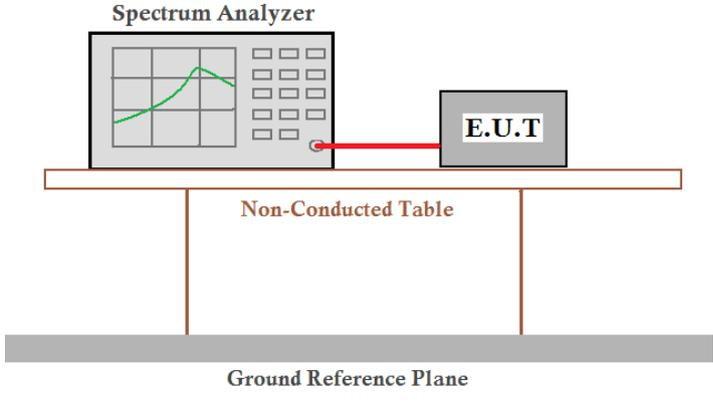 Spectrum Analyzer
E.U.T
Non-Conducted Table
Ground Reference Plane